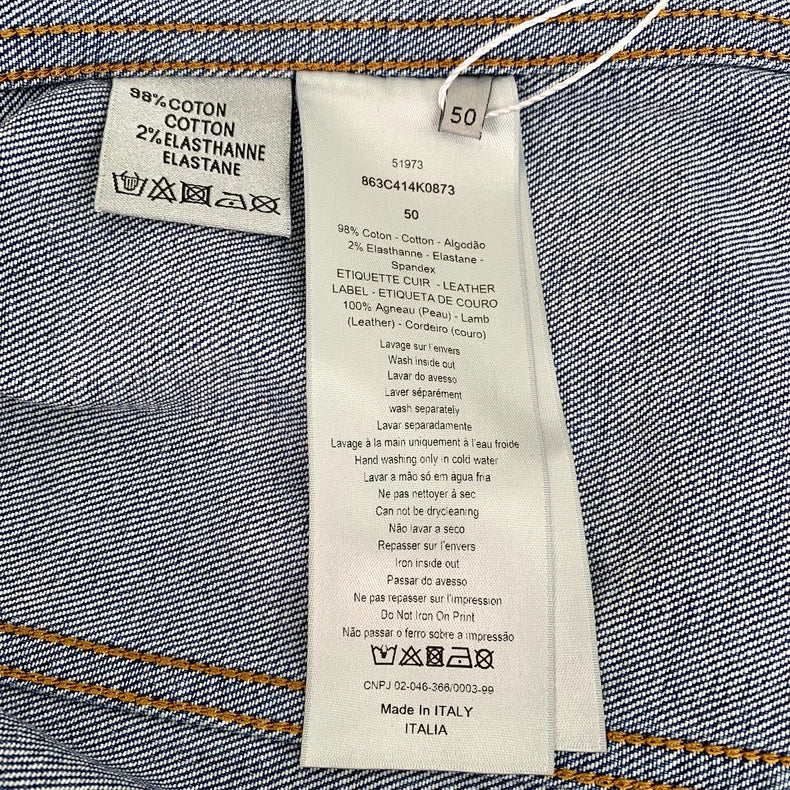 98% COTON
COTTON
2% ELASTHANNE
ELASTANE
50
51973
863C414K0873
50
98% Coton - Cotton - Algodão
2% Elasthanne - Elastane -
Spandex
ETIQUETTE CUIR - LEATHER
LABEL - ETIQUETA DE COURO
100% Agneau (Peau) - Lamb
(Leather) - Cordeiro (couro)
Lavage sur l'envers
Wash inside out
Lavar do avesso
Laver séparément
wash separately
Lavar separadamente
Lavage à la main uniquement à l'eau froide
Hand washing only in cold water
Lavar a mão só em água fria
Ne pas nettoyer à sec
Can not be drycleaning
Não lavar a seco
Repasser sur l'envers
Iron inside out
Passar do avesso
Ne pas repasser sur l'impression
Do Not Iron On Print
Não passar o ferro sobre a impressão
CNPJ 02-046-366/0003-99
Made In ITALY
ITALIA